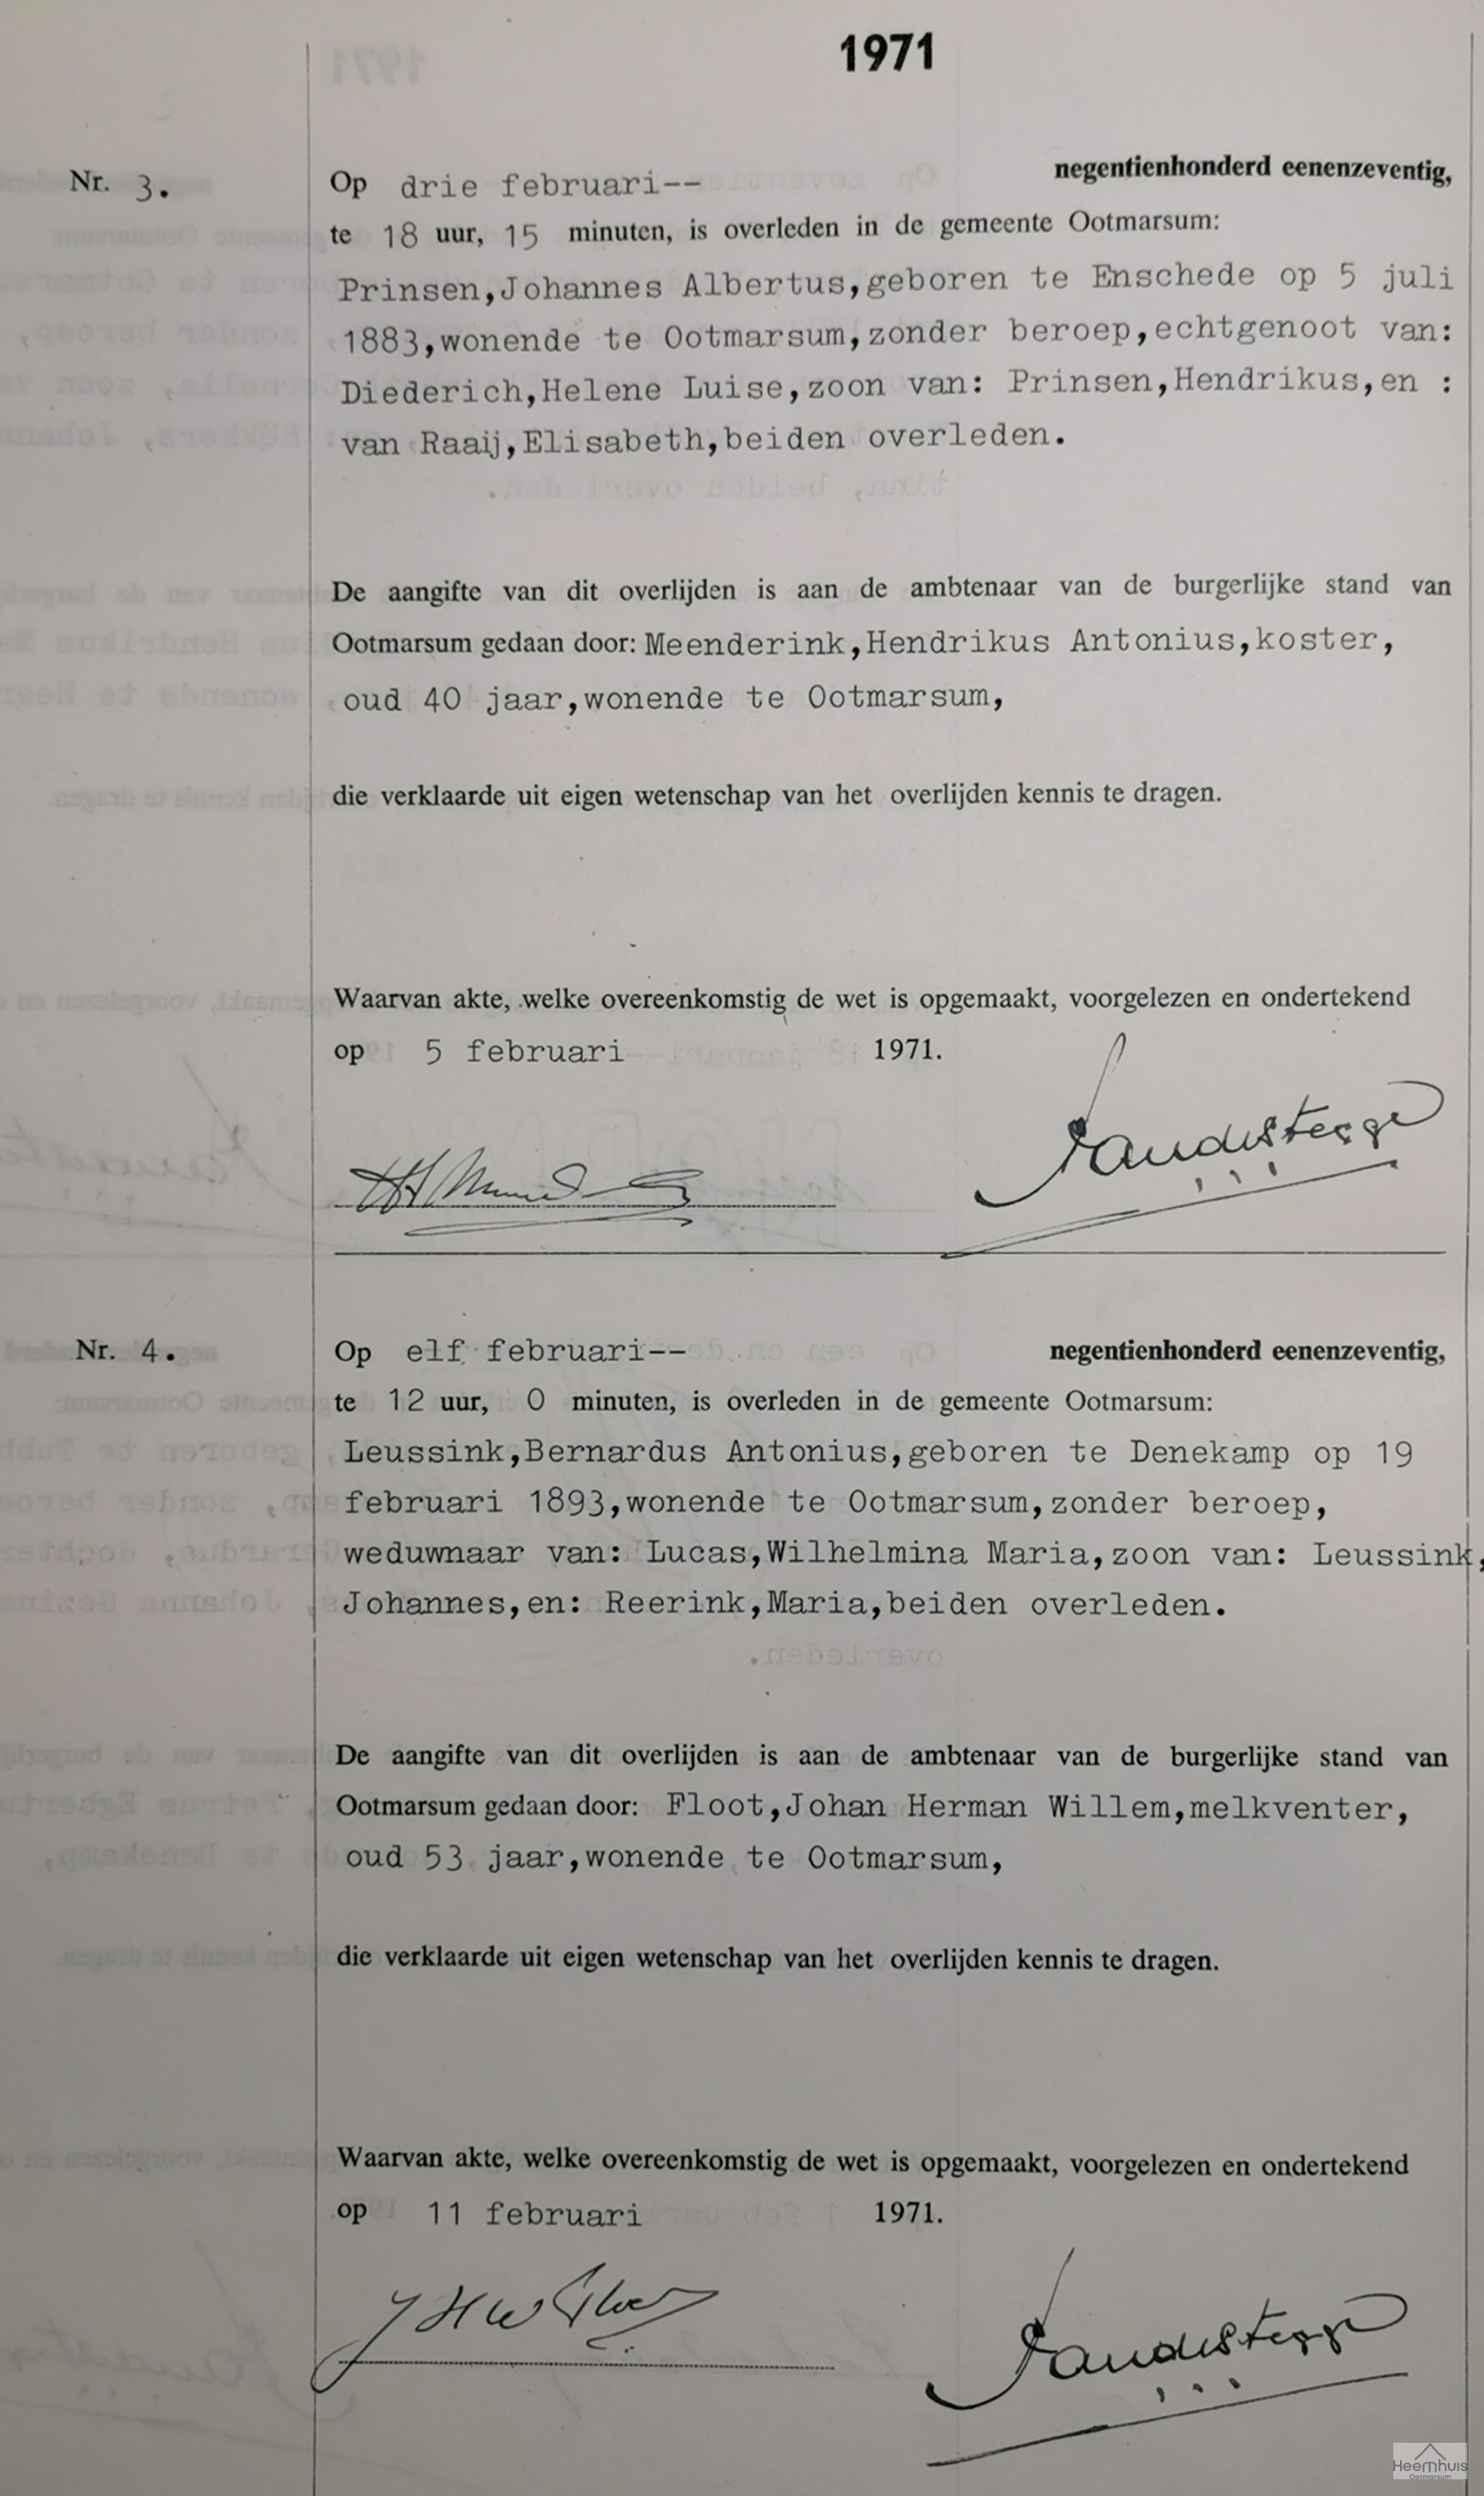 1971
Nr. 3. Op drie februari-- negentienhonderd eenenzeventig,
te 18 uur, 15 minuten, is overleden in de gemeente Ootmarsum:
Prinsen,Johannes Albertus,geboren te Enschede op 5 juli
1883,wonende te Ootmarsum,zonder beroep,echtgenoot van:
Diederich,Helene Luise,zoon van: Prinsen,Hendrikus,en :
van Raaij,Elisabeth,beiden overleden.
De aangifte van dit overlijden is aan de ambtenaar van de burgerlijke stand van
Ootmarsum gedaan door: Meenderink,Hendrikus Antonius,koster,
oud 40 jaar,wonende te Ootmarsum,
die verklaarde uit eigen wetenschap van het overlijden kennis te dragen.
Waarvan akte, welke overeenkomstig de wet is opgemaakt, voorgelezen en ondertekend
op 5 februari 1971.
Nr. 4. Op elf februari-- negentienhonderd eenenzeventig,
te 12 uur, 0 minuten, is overleden in de gemeente Ootmarsum:
Leussink,Bernardus Antonius,geboren te Denekamp op 19
februari 1893,wonende te Ootmarsum,zonder beroep,
weduwnaar van: Lucas,Wilhelmina Maria,zoon van: Leussink,
Johannes,en: Reerink,Maria,beiden overleden.
De aangifte van dit overlijden is aan de ambtenaar van de burgerlijke stand van
Ootmarsum gedaan door: Floot,Johan Herman Willem,melkventer,
oud 53 jaar,wonende te Ootmarsum,
die verklaarde uit eigen wetenschap van het overlijden kennis te dragen.
Waarvan akte, welke overeenkomstig de wet is opgemaakt, voorgelezen en ondertekend
op 11 februari 1971.
JHW Floot
Heemhuis
Ootmarsum